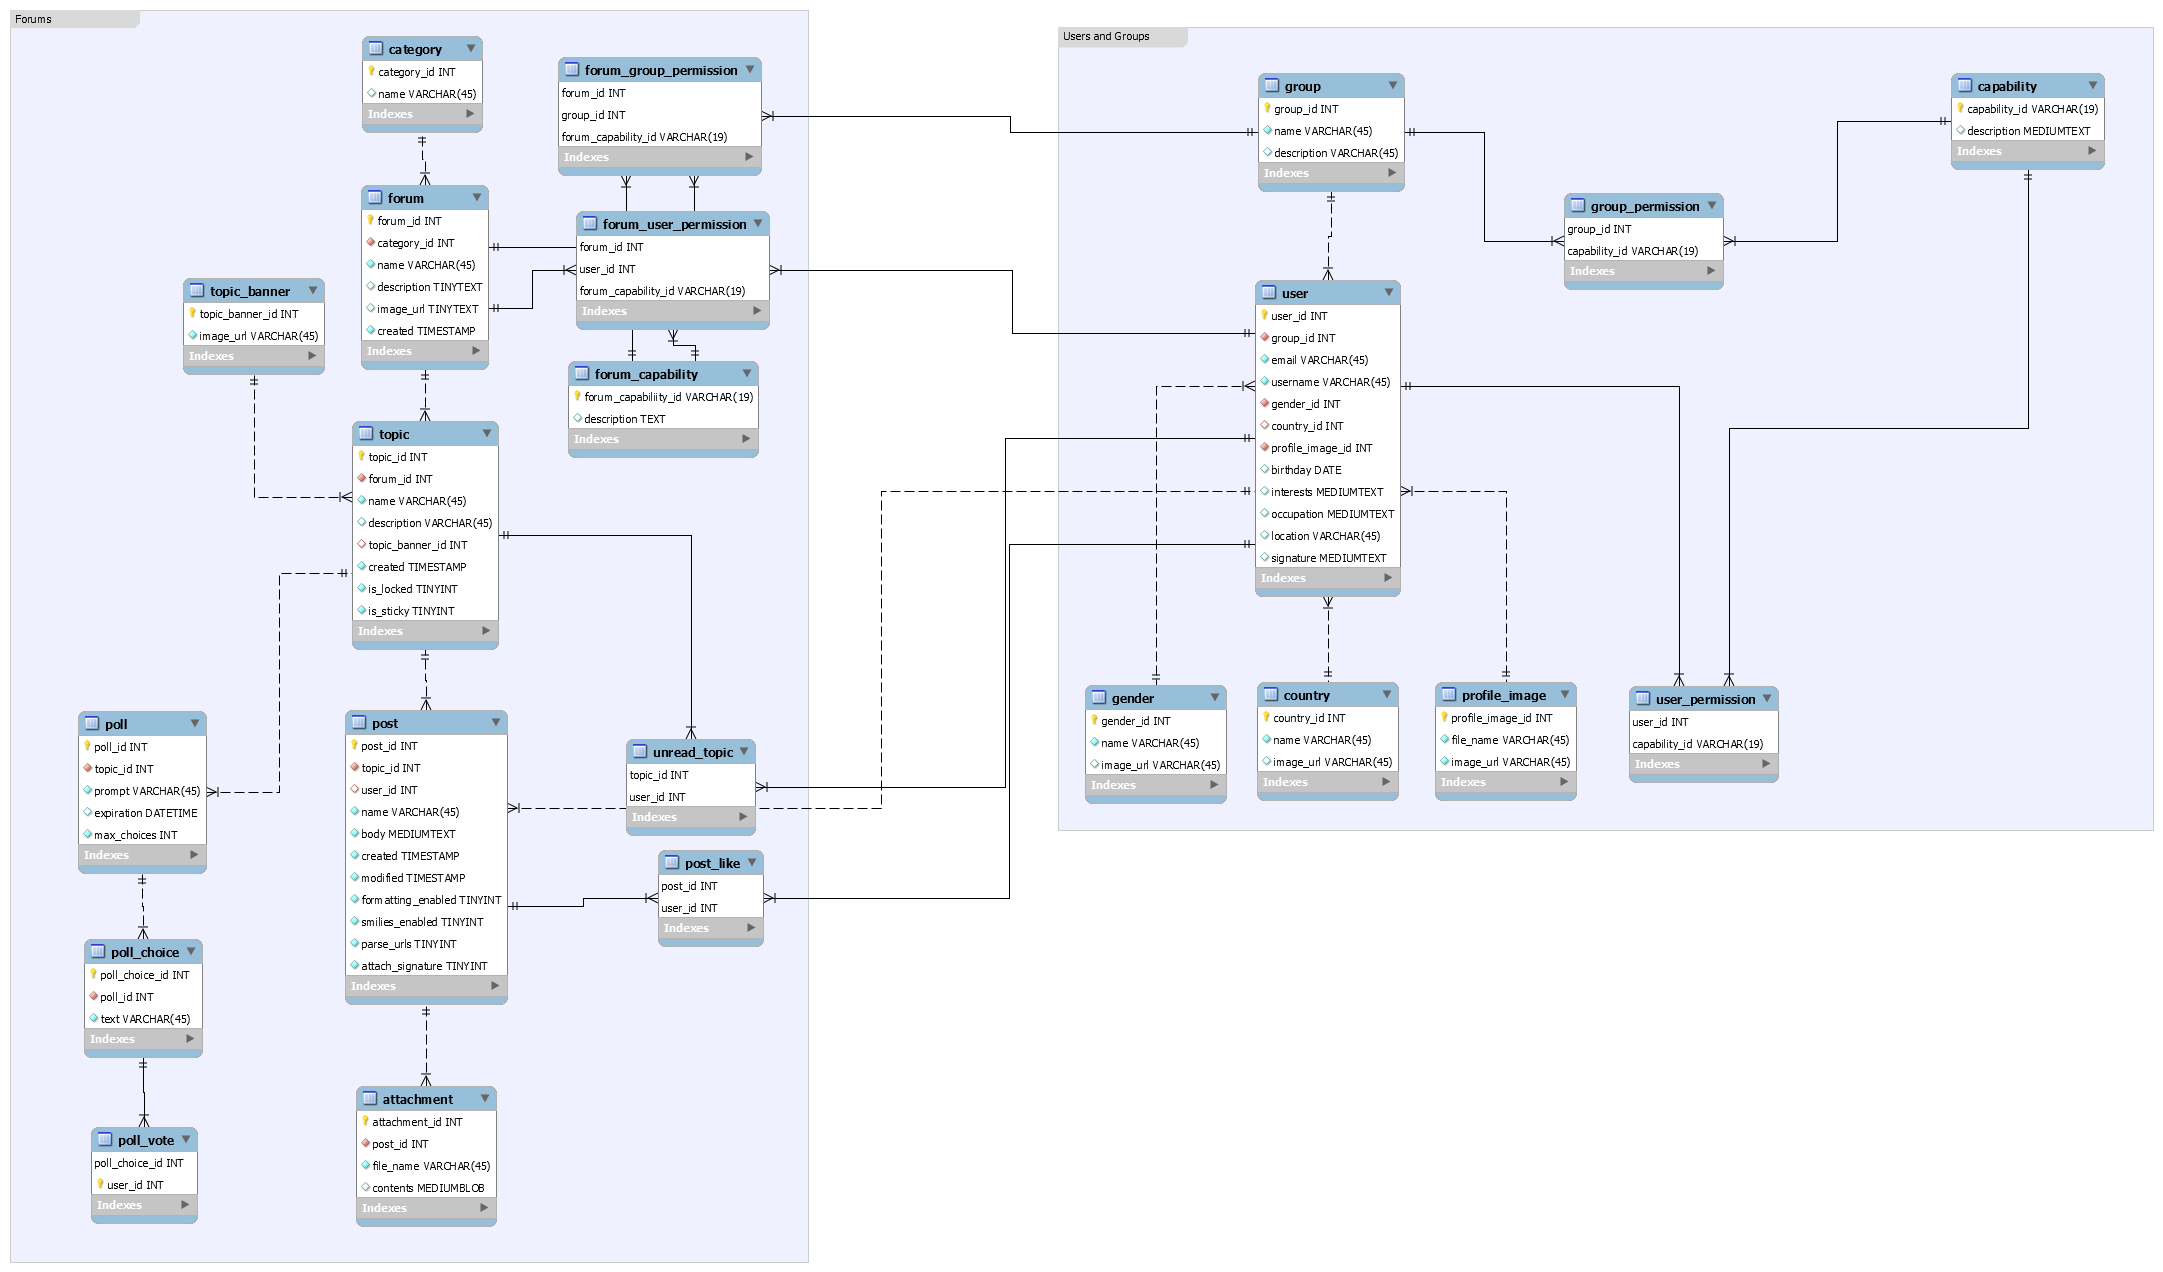 Forums
category
category_id INT
name VARCHAR(45)
Indexes
forum_group_permission
forum_id INT
group_id INT
forum_capability_id VARCHAR(19)
Indexes
forum
forum_id INT
category_id INT
name VARCHAR(45)
description TINYTEXT
image_url TINYTEXT
created TIMESTAMP
Indexes
forum_user_permission
forum_id INT
user_id INT
forum_capability_id VARCHAR(19)
Indexes
topic_banner
topic_banner_id INT
image_url VARCHAR(45)
Indexes
forum_capability
forum_capabiliity_id VARCHAR(19)
description TEXT
Indexes
topic
topic_id INT
forum_id INT
name VARCHAR(45)
description VARCHAR(45)
topic_banner_id INT
created TIMESTAMP
is_locked TINYINT
is_sticky TINYINT
Indexes
poll
poll_id INT
topic_id INT
prompt VARCHAR(45)
expiration DATETIME
max_choices INT
Indexes
post
post_id INT
topic_id INT
user_id INT
name VARCHAR(45)
body MEDIUMTEXT
created TIMESTAMP
modified TIMESTAMP
formatting_enabled TINYINT
smilies_enabled TINYINT
parse_urls TINYINT
attach_signature TINYINT
Indexes
unread_topic
topic_id INT
user_id INT
Indexes
post_like
post_id INT
user_id INT
Indexes
poll_choice
poll_choice_id INT
poll_id INT
text VARCHAR(45)
Indexes
attachment
attachment_id INT
post_id INT
file_name VARCHAR(45)
contents MEDIUMBLOB
Indexes
poll_vote
poll_choice_id INT
user_id INT
Indexes
Users and Groups
group
group_id INT
name VARCHAR(45)
description VARCHAR(45)
Indexes
capability
capability_id VARCHAR(19)
description MEDIUMTEXT
Indexes
group_permission
group_id INT
capability_id VARCHAR(19)
Indexes
user
user_id INT
group_id INT
email VARCHAR(45)
username VARCHAR(45)
gender_id INT
country_id INT
profile_image_id INT
birthday DATE
interests MEDIUMTEXT
occupation MEDIUMTEXT
location VARCHAR(45)
signature MEDIUMTEXT
Indexes
gender
gender_id INT
name VARCHAR(45)
image_url VARCHAR(45)
Indexes
country
country_id INT
name VARCHAR(45)
image_url VARCHAR(45)
Indexes
profile_image
profile_image_id INT
file_name VARCHAR(45)
image_url VARCHAR(45)
Indexes
user_permission
user_id INT
capability_id VARCHAR(19)
Indexes